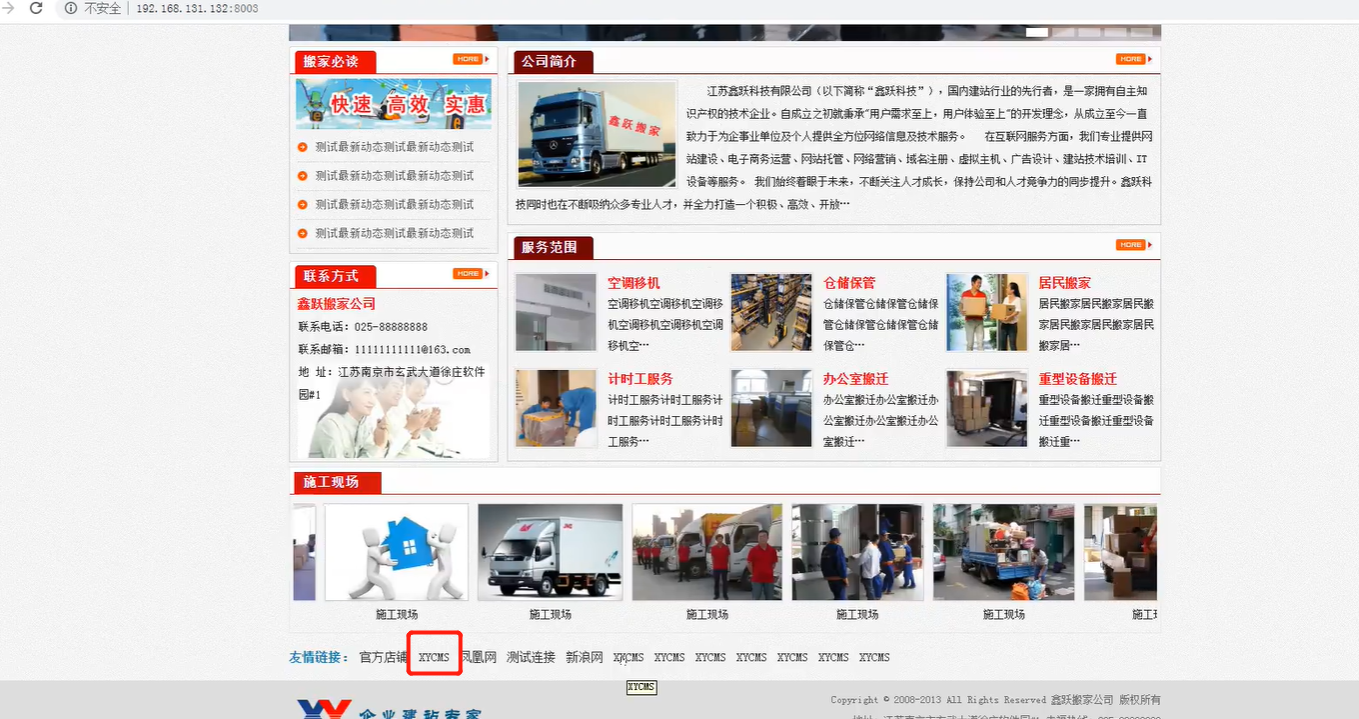 不安全 | 192.168.131.132:8003
搬家必读
MORE
快速 高效 实惠
测试最新动态测试最新动态测试
测试最新动态测试最新动态测试
测试最新动态测试最新动态测试
测试最新动态测试最新动态测试
联系方式
MORE
鑫跃搬家公司
联系电话：025-88888888
联系邮箱：11111111111@163.com
地 址：江苏南京市玄武大道徐庄软件
园#1
公司简介
MORE
鑫跃搬家
江苏鑫跃科技有限公司（以下简称“鑫跃科技”），国内建站行业的先行者，是一家拥有自主知
识产权的技术企业。自成立之初就秉承“用户需求至上，用户体验至上”的开发理念，从成立至今一直
致力于为企事业单位及个人提供全方位网络信息及技术服务。 在互联网服务方面，我们专业提供网
站建设、电子商务运营、网站托管、网络营销、域名注册、虚拟主机、广告设计、建站技术培训、IT
设备等服务。 我们始终着眼于未来，不断关注人才成长，保持公司和人才竞争力的同步提升。鑫跃科
技同时也在不断吸纳众多专业人才，并全力打造一个积极、高效、开放…
服务范围
MORE
空调移机
空调移机空调移机空调移
机空调移机空调移机空调
移机空…
仓储保管
仓储保管仓储保管仓储保
管仓储保管仓储保管仓储
保管仓…
居民搬家
居民搬家居民搬家居民搬
家居民搬家居民搬家居民
搬家居…
计时工服务
计时工服务计时工服务计
时工服务计时工服务计时
工服务…
办公室搬迁
办公室搬迁办公室搬迁办
公室搬迁办公室搬迁办公
室搬迁…
重型设备搬迁
重型设备搬迁重型设备搬
迁重型设备搬迁重型设备
搬迁重…
施工现场
施工现场 施工现场 施工现场 施工现场 施工现场 施工
友情链接： 官方店铺 XYCMS 凤凰网 测试连接 新浪网 XYCMS XYCMS XYCMS XYCMS XYCMS XYCMS XYCMS
XYCMS
Copyright © 2008-2013 All Rights Reserved 鑫跃搬家公司 版权所有
企业建站专家